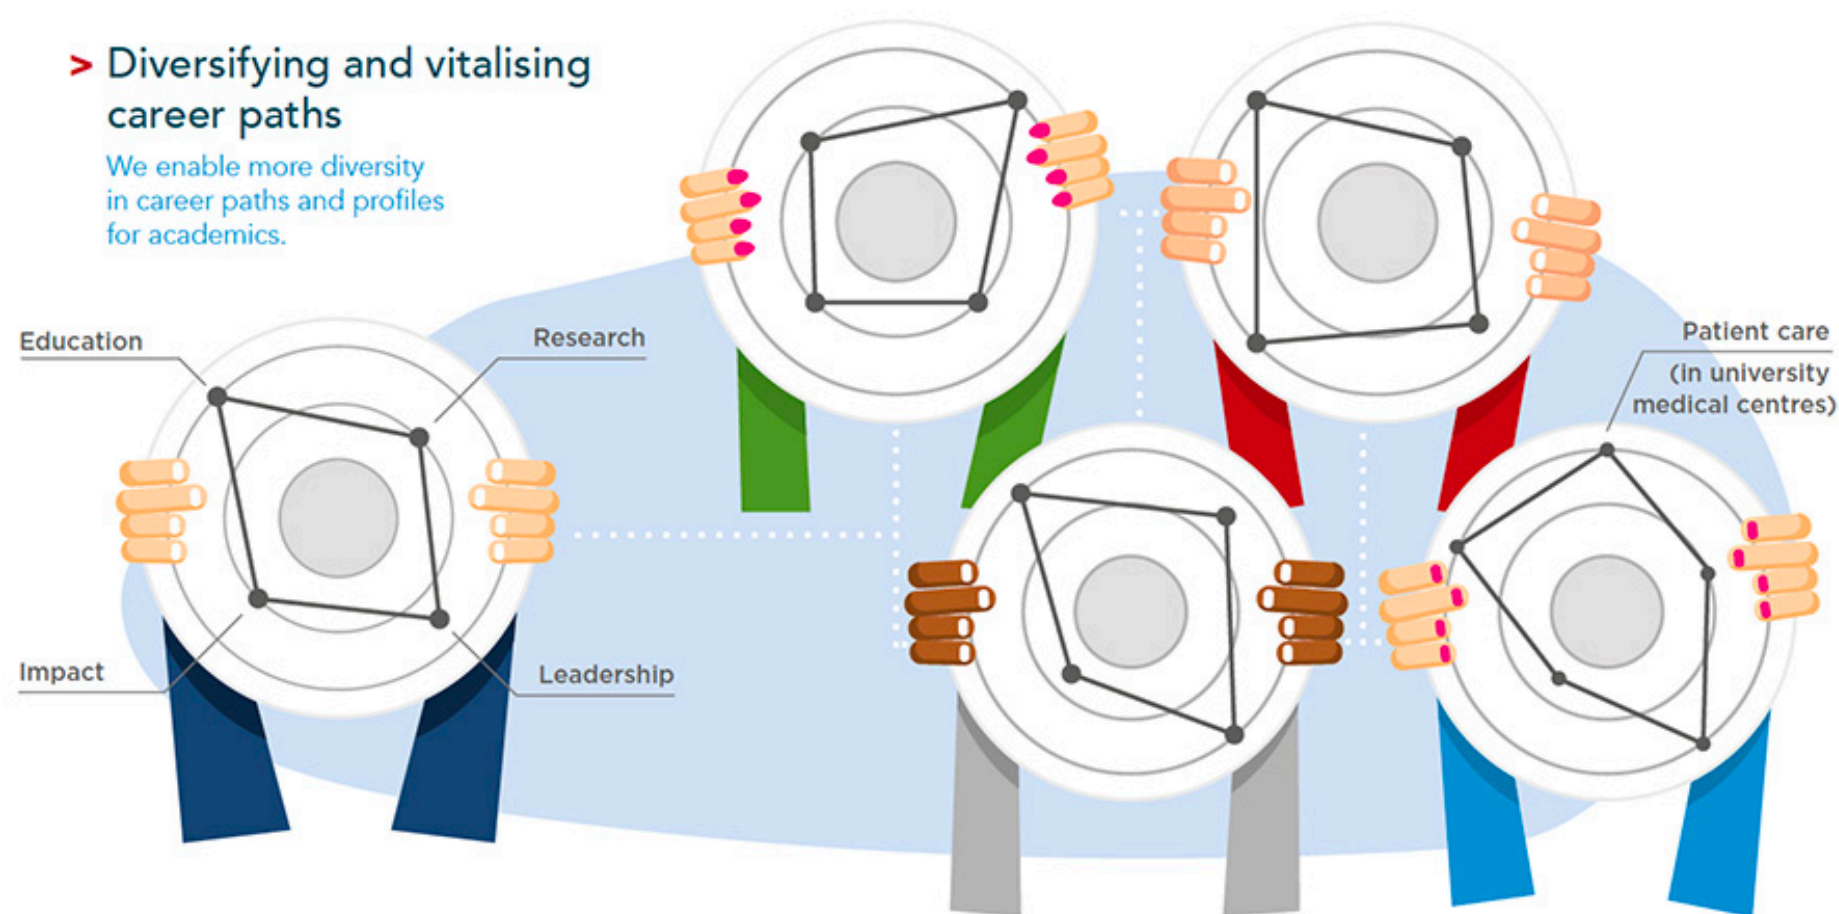 > Diversifying and vitalising
career paths
We enable more diversity
in career paths and profiles
for academics.
Education
Research
Impact
Leadership
Patient care
(in university
medical centres)